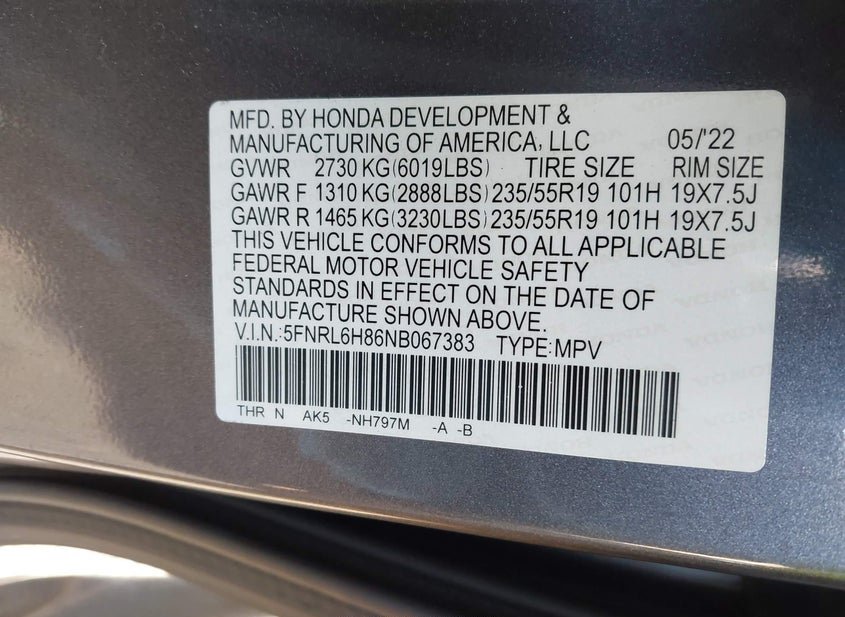 MFD. BY HONDA DEVELOPMENT &
MANUFACTURING OF AMERICA, LLC 05/'22
GVWR 2730 KG(6019LBS) TIRE SIZE RIM SIZE
GAWR F 1310 KG(2888LBS) 235/55R19 101H 19X7.5J
GAWR R 1465 KG(3230LBS) 235/55R19 101H 19X7.5J
THIS VEHICLE CONFORMS TO ALL APPLICABLE
FEDERAL MOTOR VEHICLE SAFETY
STANDARDS IN EFFECT ON THE DATE OF
MANUFACTURE SHOWN ABOVE.
V.I.N.:5FNRL6H86NB067383 TYPE:MPV
THR N AK5 -NH797M -A -B